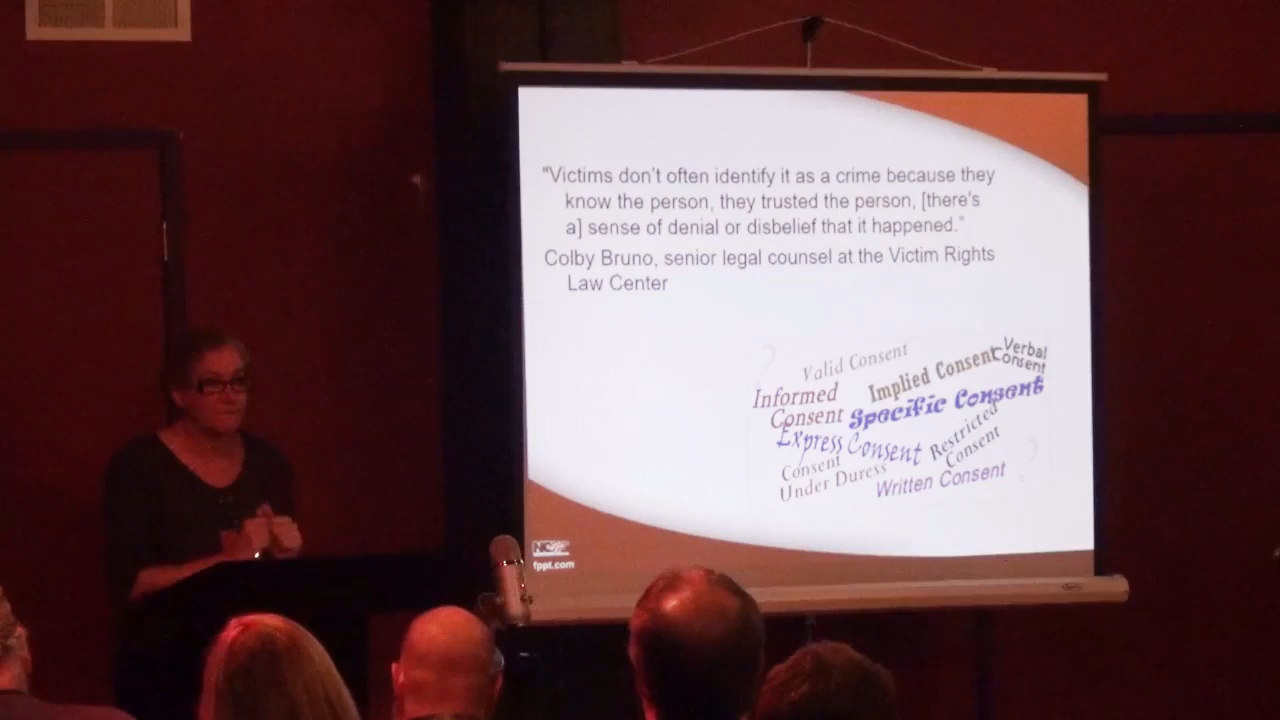 "Victims don't often identify it as a crime because they
know the person, they trusted the person, [there's
a] sense of denial or disbelief that it happened."
Colby Bruno, senior legal counsel at the Victim Rights
Law Center
?
Valid Consent
Implied Consent
Verbal
Consent
Informed
Consent
Specific Consent
Express Consent
Restricted
Consent
Consent
Under Duress
Written Consent
?
fppt.com